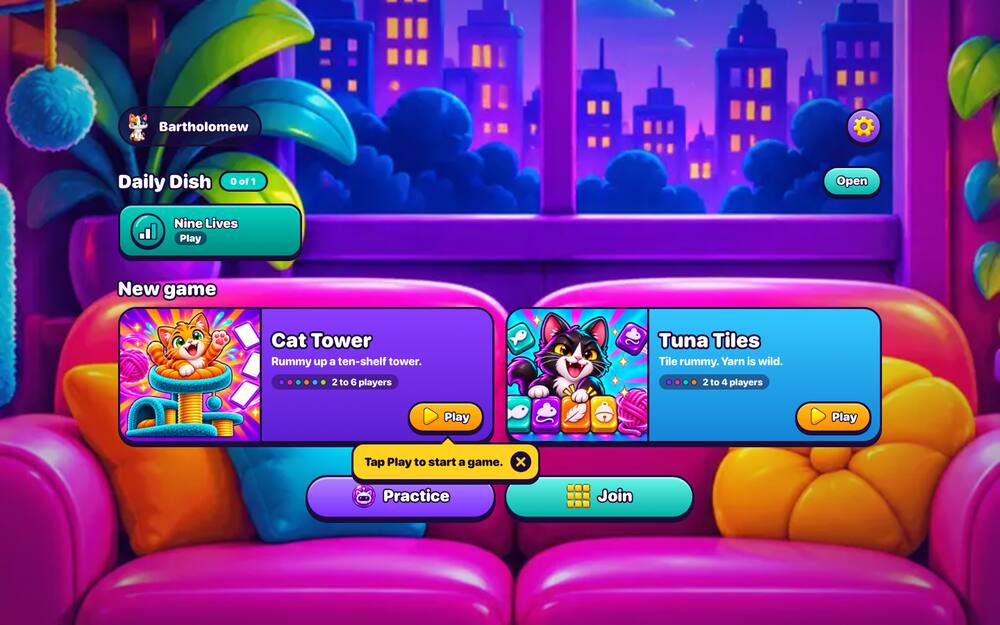 Bartholomew
Daily Dish
0 of 1
Open
Nine Lives
Play
New game
Cat Tower
Rummy up a ten-shelf tower.
2 to 6 players
Play
Tuna Tiles
Tile rummy. Yarn is wild.
2 to 4 players
Play
Tap Play to start a game.
Practice
Join